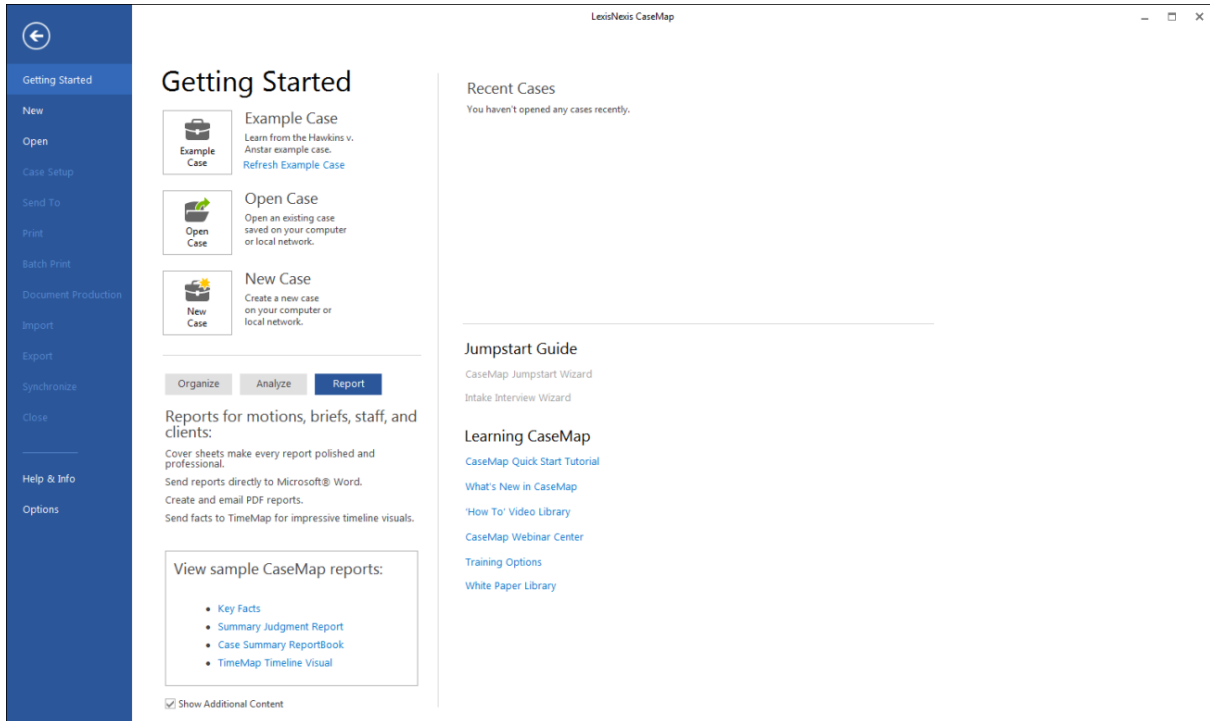 LexisNexis CaseMap
Getting Started
New
Open
Case Setup
Send To
Print
Batch Print
Document Production
Import
Export
Synchronize
Close
Help & Info
Options
Getting Started
Example
Case
Example Case
Learn from the Hawkins v.
Anstar example case.
Refresh Example Case
Open
Case
Open Case
Open an existing case
saved on your computer
or local network.
New
Case
New Case
Create a new case
on your computer or
local network.
Organize
Analyze
Report
Reports for motions, briefs, staff, and
clients:
Cover sheets make every report polished and
professional.
Send reports directly to Microsoft® Word.
Create and email PDF reports.
Send facts to TimeMap for impressive timeline visuals.
View sample CaseMap reports:
• Key Facts
• Summary Judgment Report
• Case Summary ReportBook
• TimeMap Timeline Visual
Show Additional Content
Recent Cases
You haven't opened any cases recently.
Jumpstart Guide
CaseMap Jumpstart Wizard
Intake Interview Wizard
Learning CaseMap
CaseMap Quick Start Tutorial
What's New in CaseMap
'How To' Video Library
CaseMap Webinar Center
Training Options
White Paper Library